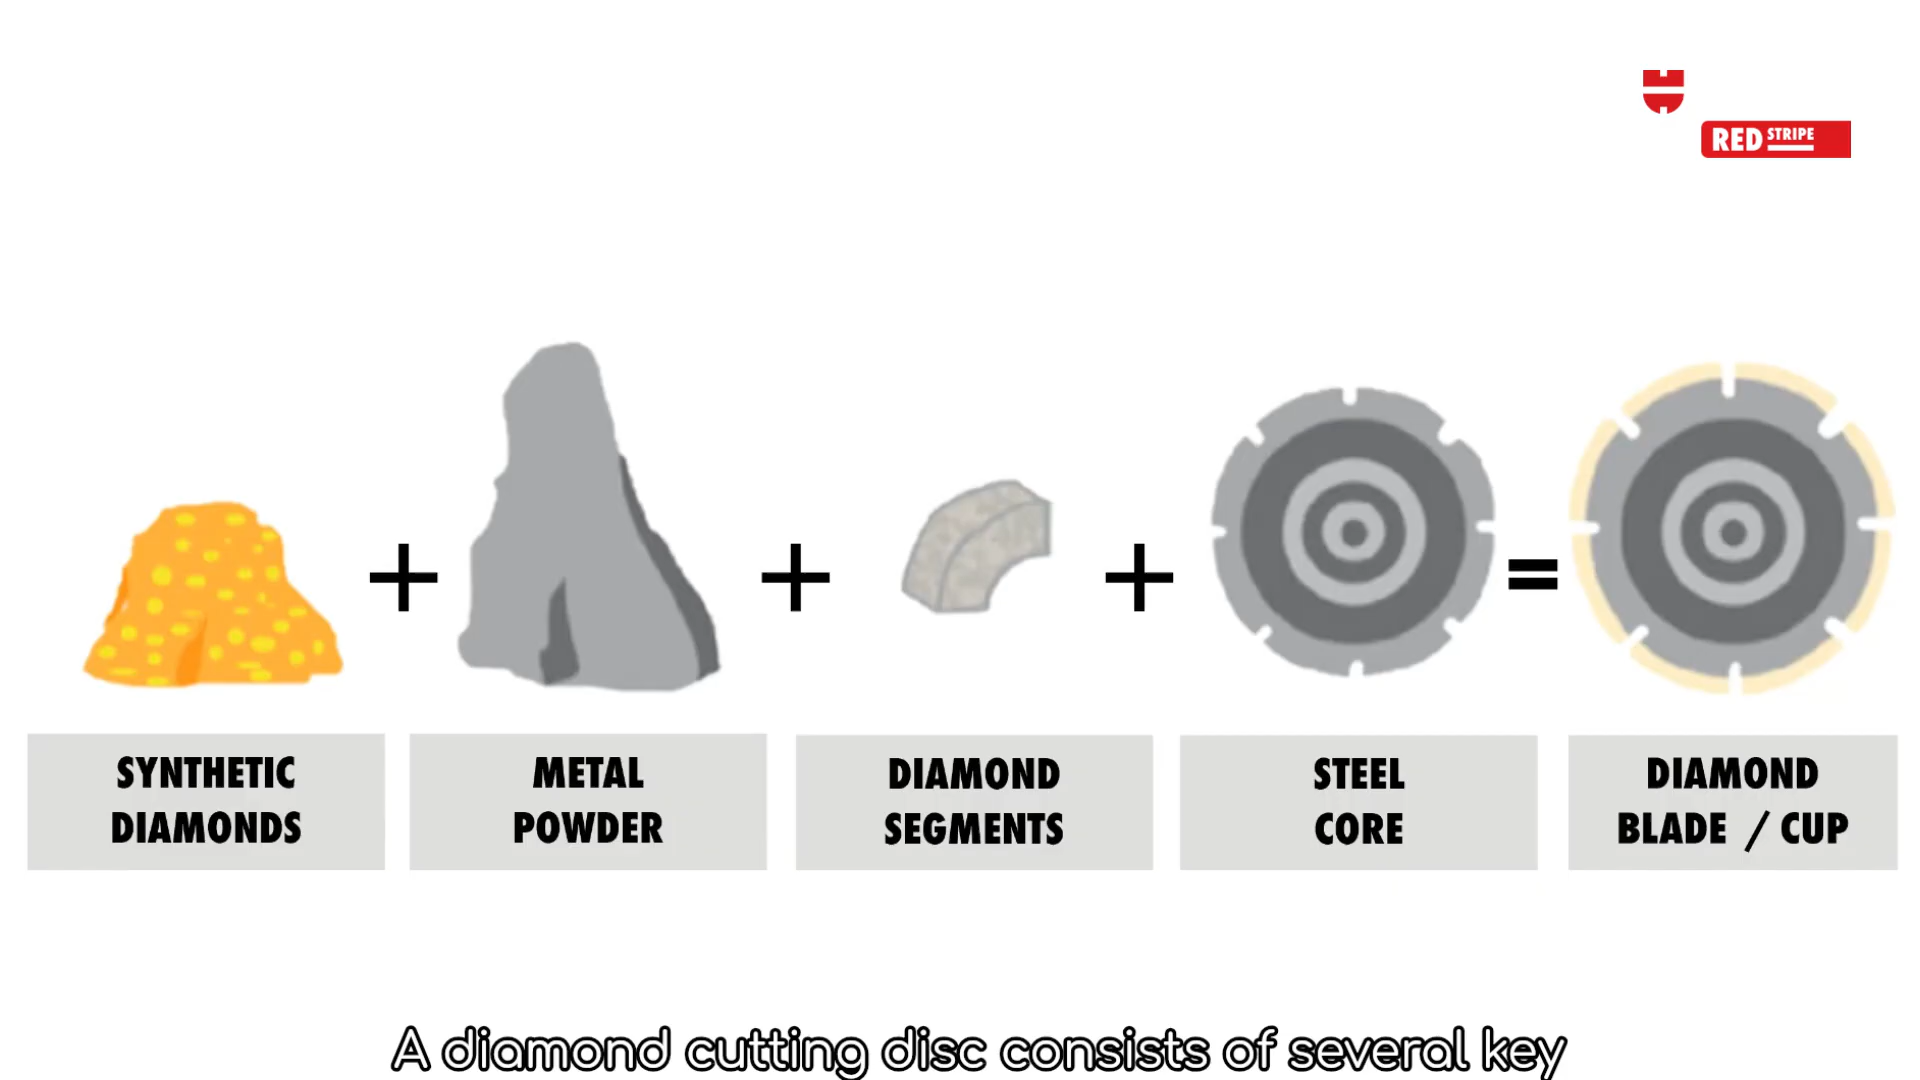 RED STRIPE
+ + + =
SYNTHETIC
DIAMONDS
METAL
POWDER
DIAMOND
SEGMENTS
STEEL
CORE
DIAMOND
BLADE / CUP
A diamond cutting disc consists of several key